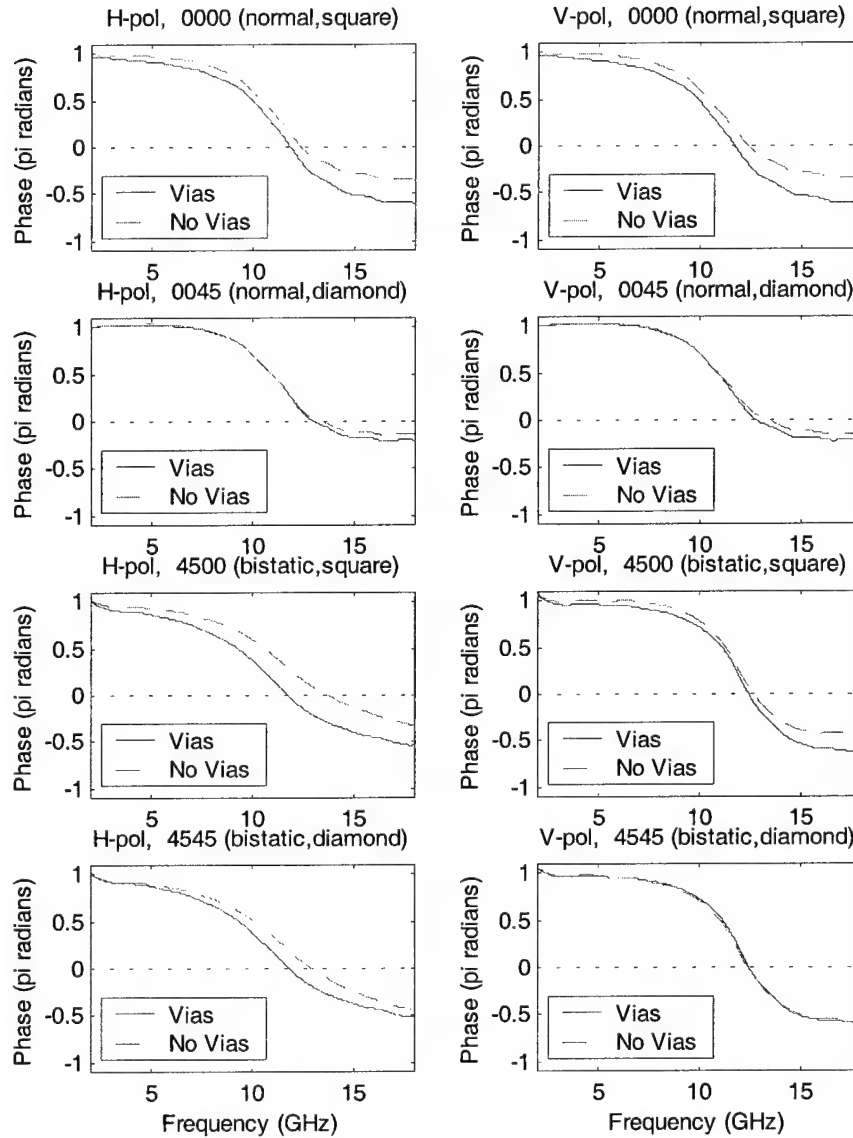 H-pol, 0000 (normal,square)
Phase (pi radians)
1
0.5
0
-0.5
-1
Vias
No Vias
5
10
15
V-pol, 0000 (normal,square)
Phase (pi radians)
1
0.5
0
-0.5
-1
Vias
No Vias
5
10
15
H-pol, 0045 (normal,diamond)
Phase (pi radians)
1
0.5
0
-0.5
-1
Vias
No Vias
5
10
15
V-pol, 0045 (normal,diamond)
Phase (pi radians)
1
0.5
0
-0.5
-1
Vias
No Vias
5
10
15
H-pol, 4500 (bistatic,square)
Phase (pi radians)
1
0.5
0
-0.5
-1
Vias
No Vias
5
10
15
V-pol, 4500 (bistatic,square)
Phase (pi radians)
1
0.5
0
-0.5
-1
Vias
No Vias
5
10
15
H-pol, 4545 (bistatic,diamond)
Phase (pi radians)
1
0.5
0
-0.5
-1
Vias
No Vias
5
10
15
Frequency (GHz)
V-pol, 4545 (bistatic,diamond)
Phase (pi radians)
1
0.5
0
-0.5
-1
Vias
No Vias
5
10
15
Frequency (GHz)